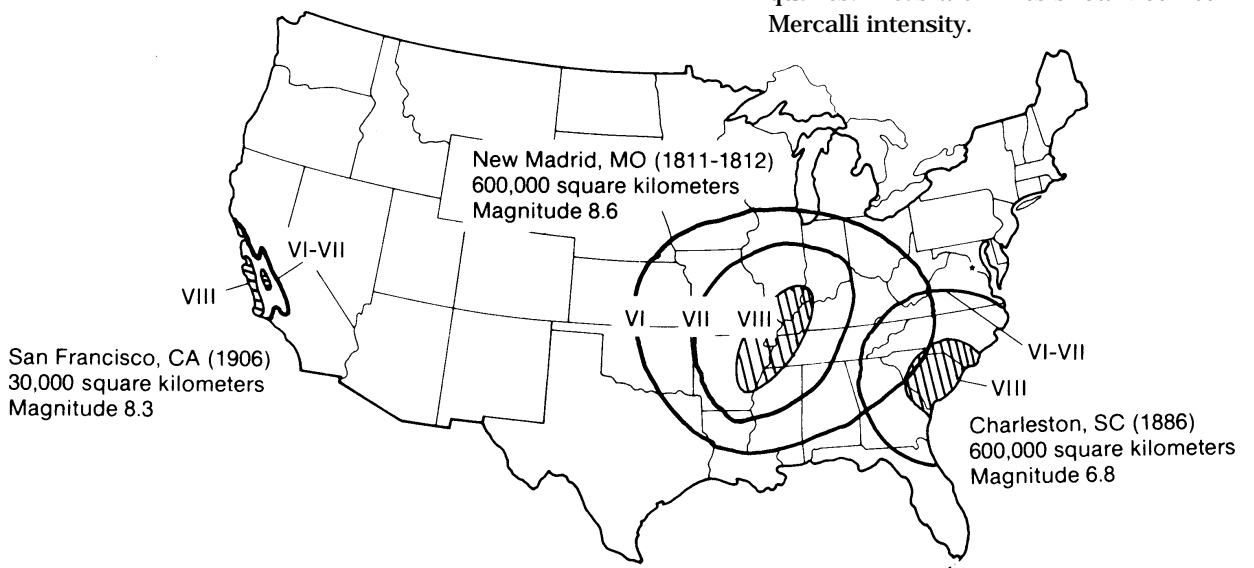 Mercalli intensity.
New Madrid, MO (1811-1812)
600,000 square kilometers
Magnitude 8.6
VI-VII
VIII
San Francisco, CA (1906)
30,000 square kilometers
Magnitude 8.3
VI
VII
VIII
VI-VII
VIII
Charleston, SC (1886)
600,000 square kilometers
Magnitude 6.8